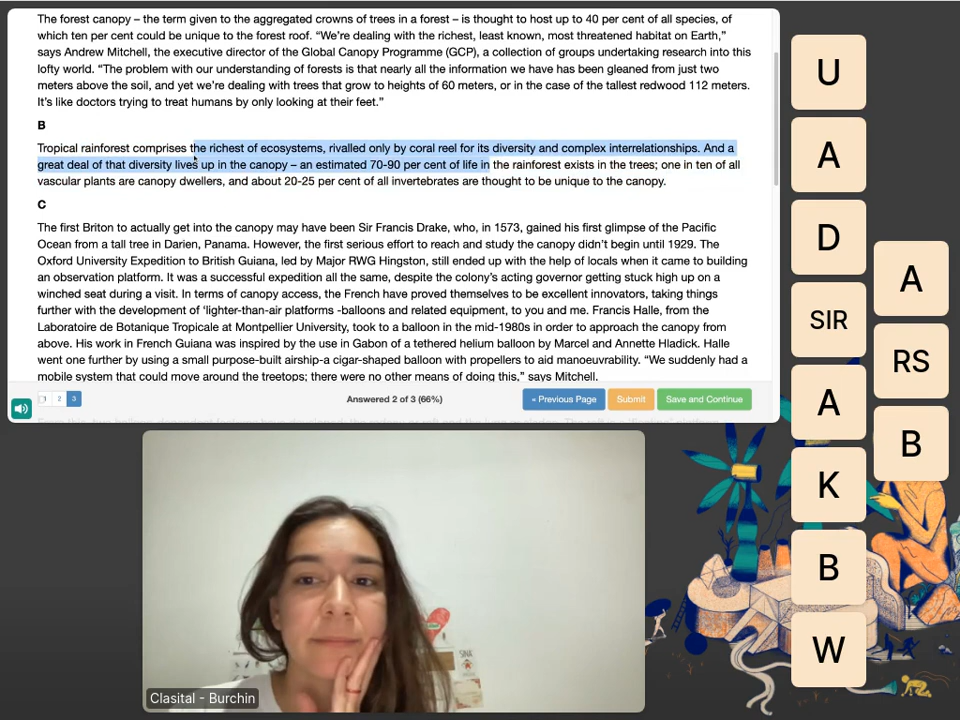 The forest canopy – the term given to the aggregated crowns of trees in a forest – is thought to host up to 40 per cent of all species, of
which ten per cent could be unique to the forest roof. “We’re dealing with the richest, least known, most threatened habitat on Earth,”
says Andrew Mitchell, the executive director of the Global Canopy Programme (GCP), a collection of groups undertaking research into this
lofty world. “The problem with our understanding of forests is that nearly all the information we have has been gleaned from just two
meters above the soil, and yet we’re dealing with trees that grow to heights of 60 meters, or in the case of the tallest redwood 112 meters.
It’s like doctors trying to treat humans by only looking at their feet.”
B
Tropical rainforest comprises the richest of ecosystems, rivalled only by coral reel for its diversity and complex interrelationships. And a
great deal of that diversity lives up in the canopy – an estimated 70-90 per cent of life in the rainforest exists in the trees; one in ten of all
vascular plants are canopy dwellers, and about 20-25 per cent of all invertebrates are thought to be unique to the canopy.
C
The first Briton to actually get into the canopy may have been Sir Francis Drake, who, in 1573, gained his first glimpse of the Pacific
Ocean from a tall tree in Darien, Panama. However, the first serious effort to reach and study the canopy didn’t begin until 1929. The
Oxford University Expedition to British Guiana, led by Major RWG Hingston, still ended up with the help of locals when it came to building
an observation platform. It was a successful expedition all the same, despite the colony’s acting governor getting stuck high up on a
winched seat during a visit. In terms of canopy access, the French have proved themselves to be excellent innovators, taking things
further with the development of ‘lighter-than-air platforms -balloons and related equipment, to you and me. Francis Halle, from the
Laboratoire de Botanique Tropicale at Montpellier University, took to a balloon in the mid-1980s in order to approach the canopy from
above. His work in French Guiana was inspired by the use in Gabon of a tethered helium balloon by Marcel and Annette Hladick. Halle
went one further by using a small purpose-built airship-a cigar-shaped balloon with propellers to aid manoeuvrability. “We suddenly had a
mobile system that could move around the treetops; there were no other means of doing this,” says Mitchell.
2
3
Answered 2 of 3 (66%)
« Previous Page
Submit
Save and Continue
U
A
D
SIR
A
K
B
W
A
RS
B
Clasital - Burchin